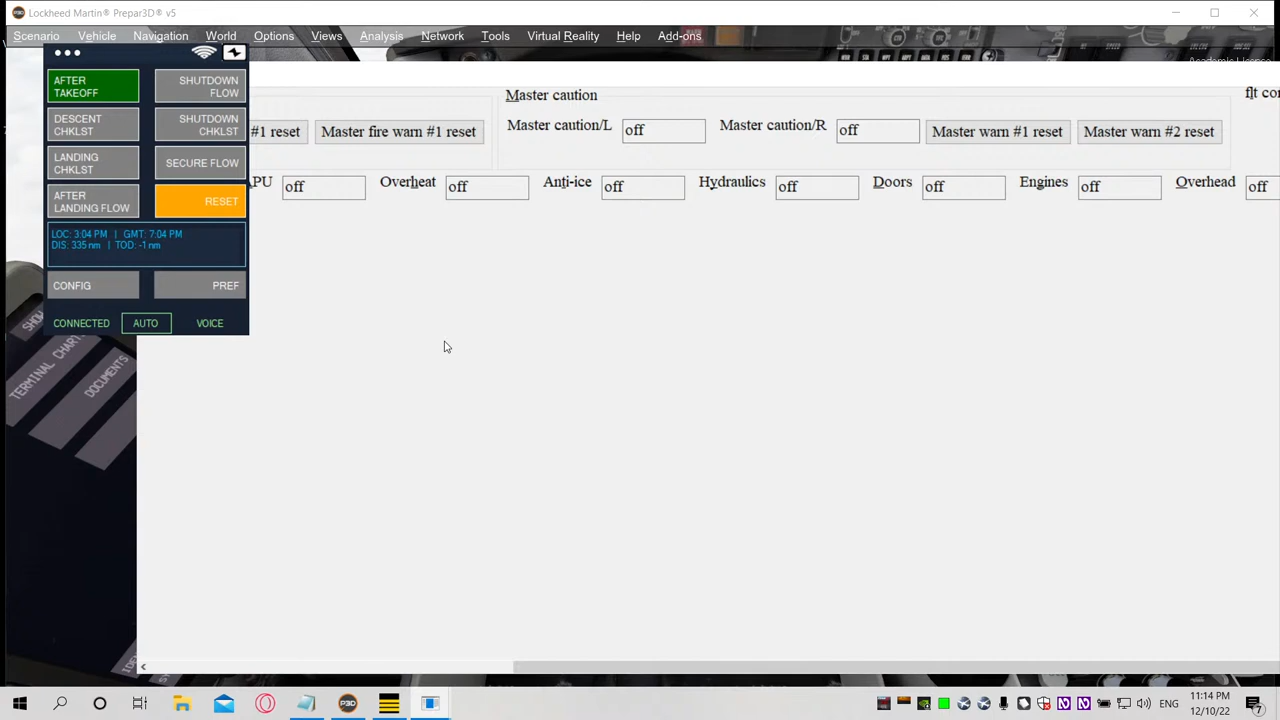 Lockheed Martin® Prepar3D® v5
Scenario Vehicle Navigation World Options Views Analysis Network Tools Virtual Reality Help Add-ons
AFTER TAKEOFF
SHUTDOWN FLOW
DESCENT CHKLST
SHUTDOWN CHKLST
LANDING CHKLST
SECURE FLOW
AFTER LANDING FLOW
RESET
LOC: 3:04 PM | GMT: 7:04 PM
DIS: 335 nm | TOD: -1 nm
CONFIG
PREF
CONNECTED AUTO VOICE
Master caution
#1 reset Master fire warn #1 reset Master caution/L off Master caution/R off Master warn #1 reset Master warn #2 reset
APU off Overheat off Anti-ice off Hydraulics off Doors off Engines off Overhead off
TERMINAL CHARTS
DOCUMENTS
P3D
ENG
11:14 PM
12/10/22
7